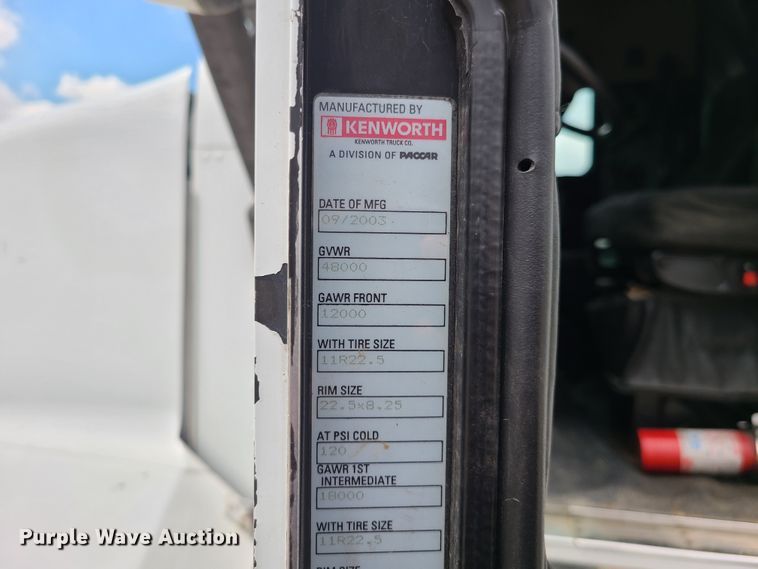 MANUFACTURED BY
KENWORTH
KENWORTH TRUCK CO.
A DIVISION OF PACCAR
DATE OF MFG
09/2003
GVWR
48000
GAWR FRONT
12000
WITH TIRE SIZE
11R22.5
RIM SIZE
22.5x8.25
AT PSI COLD
120
GAWR 1ST
INTERMEDIATE
18000
WITH TIRE SIZE
11R22.5
RIM SIZE
Purple Wave Auction®